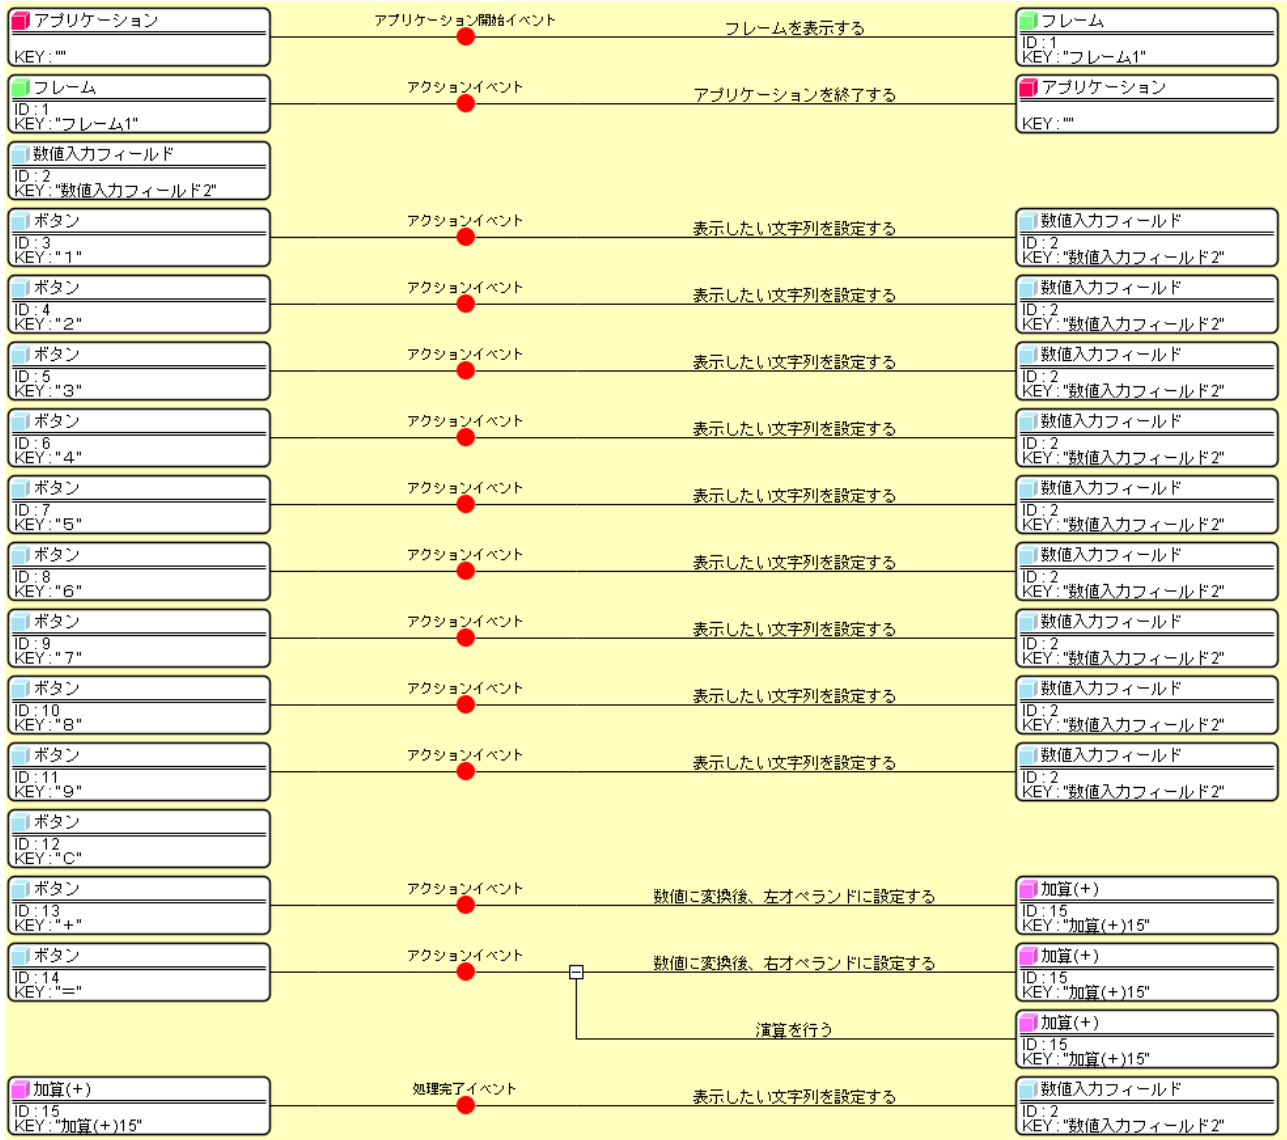 アプリケーション
KEY : ""
アプリケーション開始イベント
フレームを表示する
フレーム
ID : 1
KEY : "フレーム1"
フレーム
ID : 1
KEY : "フレーム1"
アクションイベント
アプリケーションを終了する
アプリケーション
KEY : ""
数値入力フィールド
ID : 2
KEY : "数値入力フィールド2"
ボタン
ID : 3
KEY : "1"
アクションイベント
表示したい文字列を設定する
数値入力フィールド
ID : 2
KEY : "数値入力フィールド2"
ボタン
ID : 4
KEY : "2"
アクションイベント
表示したい文字列を設定する
数値入力フィールド
ID : 2
KEY : "数値入力フィールド2"
ボタン
ID : 5
KEY : "3"
アクションイベント
表示したい文字列を設定する
数値入力フィールド
ID : 2
KEY : "数値入力フィールド2"
ボタン
ID : 6
KEY : "4"
アクションイベント
表示したい文字列を設定する
数値入力フィールド
ID : 2
KEY : "数値入力フィールド2"
ボタン
ID : 7
KEY : "5"
アクションイベント
表示したい文字列を設定する
数値入力フィールド
ID : 2
KEY : "数値入力フィールド2"
ボタン
ID : 8
KEY : "6"
アクションイベント
表示したい文字列を設定する
数値入力フィールド
ID : 2
KEY : "数値入力フィールド2"
ボタン
ID : 9
KEY : "7"
アクションイベント
表示したい文字列を設定する
数値入力フィールド
ID : 2
KEY : "数値入力フィールド2"
ボタン
ID : 10
KEY : "8"
アクションイベント
表示したい文字列を設定する
数値入力フィールド
ID : 2
KEY : "数値入力フィールド2"
ボタン
ID : 11
KEY : "9"
アクションイベント
表示したい文字列を設定する
数値入力フィールド
ID : 2
KEY : "数値入力フィールド2"
ボタン
ID : 12
KEY : "C"
ボタン
ID : 13
KEY : "+"
アクションイベント
数値に変換後、左オペランドに設定する
加算(+)
ID : 15
KEY : "加算(+)15"
ボタン
ID : 14
KEY : "="
アクションイベント
数値に変換後、右オペランドに設定する
加算(+)
ID : 15
KEY : "加算(+)15"
演算を行う
加算(+)
ID : 15
KEY : "加算(+)15"
加算(+)
ID : 15
KEY : "加算(+)15"
処理完了イベント
表示したい文字列を設定する
数値入力フィールド
ID : 2
KEY : "数値入力フィールド2"